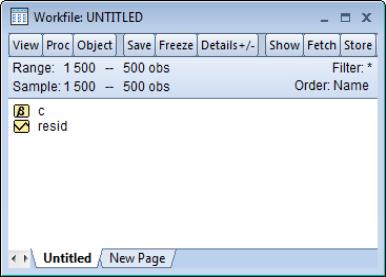 Workfile: UNTITLED
View Proc Object Save Freeze Details+/- Show Fetch Store
Range: 1 500 -- 500 obs Filter: *
Sample: 1 500 -- 500 obs Order: Name
β c
resid
Untitled New Page